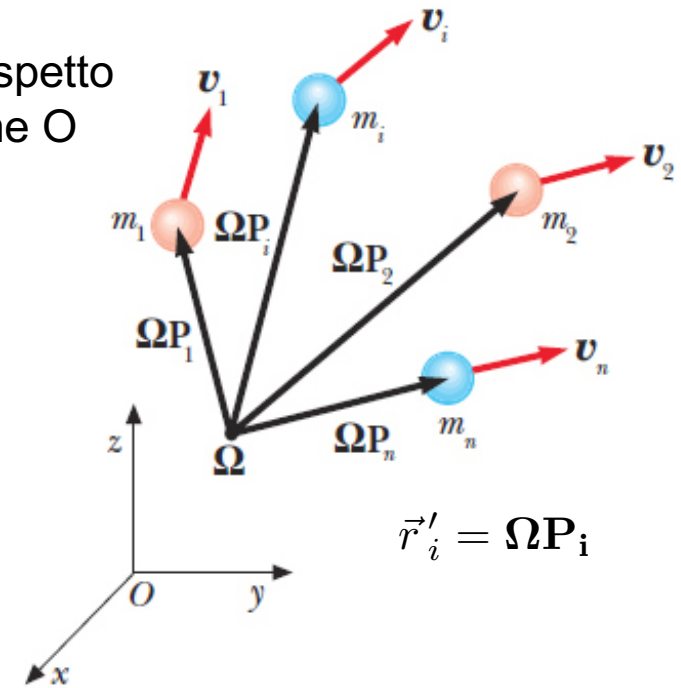 spetto
ne O
v_i
v_1
m_i
v_2
m_1
ΩP_i
m_2
ΩP_2
ΩP_1
v_n
m_n
z
Ω
ΩP_n
r⃗′_i = ΩP_i
O
y
x